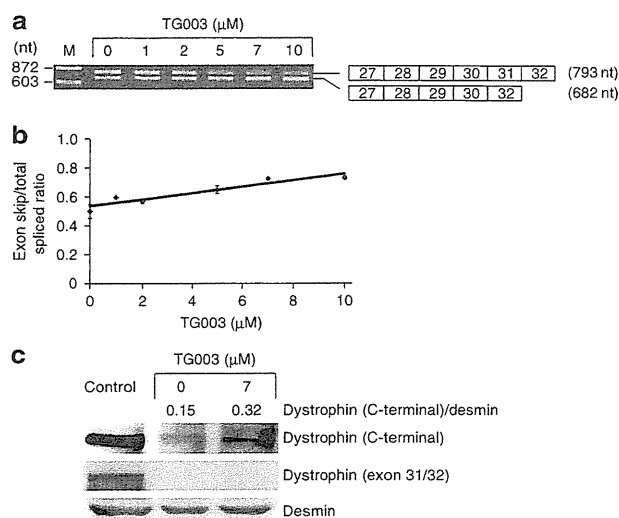 a
TG003 (μM)
(nt) M 0 1 2 5 7 10
872
603
27 28 29 30 31 32 (793 nt)
27 28 29 30 32 (682 nt)
b
1.0
0.8
0.6
0.4
0.2
0
Exon skip/total
spliced ratio
0 2 4 6 8 10
TG003 (μM)
c
TG003 (μM)
Control 0 7
0.15 0.32 Dystrophin (C-terminal)/desmin
Dystrophin (C-terminal)
Dystrophin (exon 31/32)
Desmin